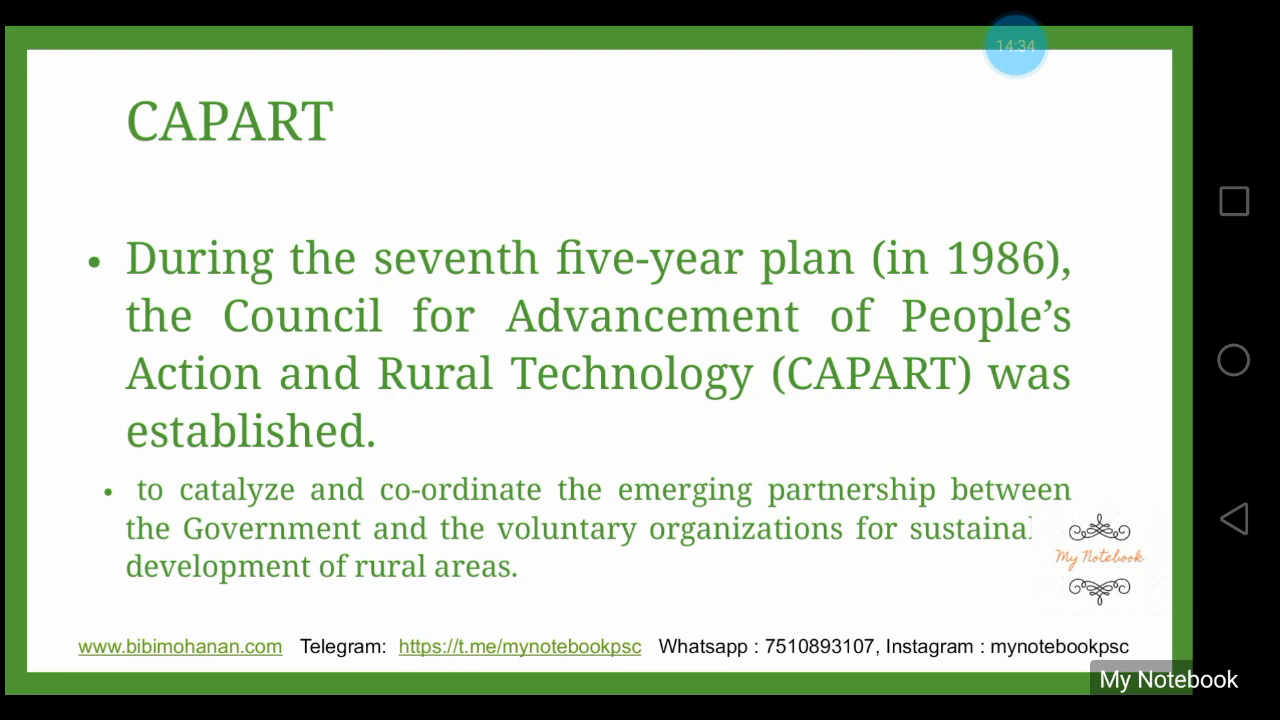 14:34
CAPART
• During the seventh five-year plan (in 1986),
the Council for Advancement of People’s
Action and Rural Technology (CAPART) was
established.
• to catalyze and co-ordinate the emerging partnership between
the Government and the voluntary organizations for
development of rural areas.
My Notebook
www.bibimohanan.com Telegram: https://t.me/mynotebookpsc Whatsapp : 7510893107, Instagram : mynotebookpsc
My Notebook